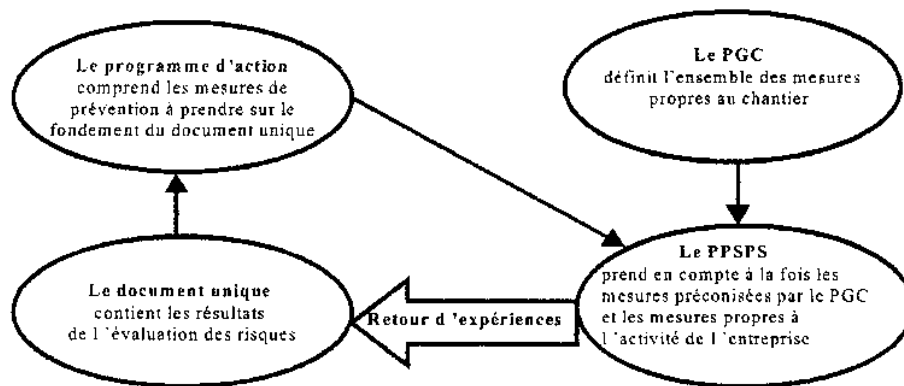 Le programme d'action
comprend les mesures de
prévention à prendre sur le
fondement du document unique
Le PGC
définit l'ensemble des mesures
propres au chantier
Le document unique
contient les résultats
de l 'évaluation des risques
Retour d 'expériences
Le PPSPS
prend en compte à la fois les
mesures préconisées par le PGC
et les mesures propres à
l 'activité de l 'entreprise